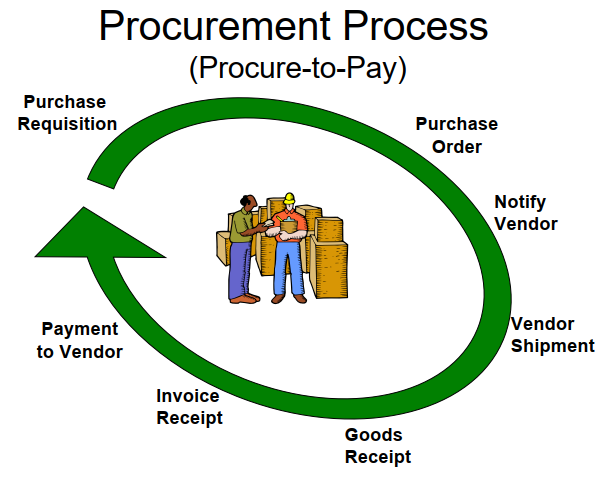 Procurement Process
(Procure-to-Pay)
Purchase
Requisition
Purchase
Order
Notify
Vendor
Vendor
Shipment
Goods
Receipt
Invoice
Receipt
Payment
to Vendor